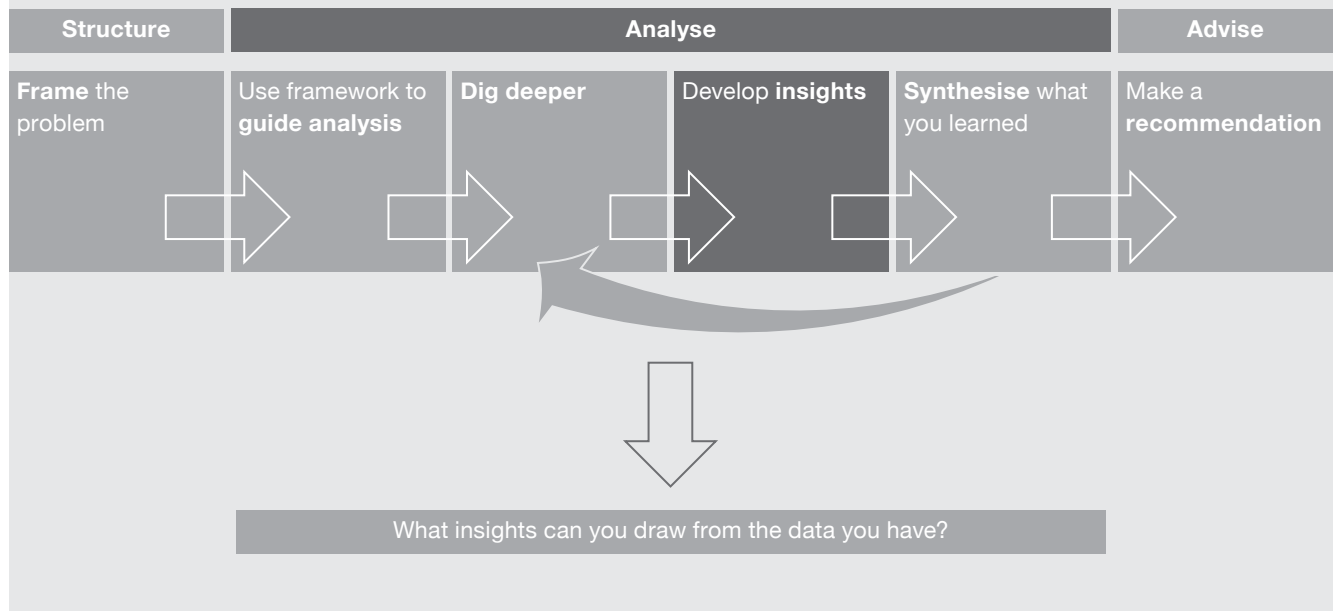 Structure
Analyse
Advise
Frame the
problem
Use framework to
guide analysis
Dig deeper
Develop insights
Synthesise what
you learned
Make a
recommendation
What insights can you draw from the data you have?